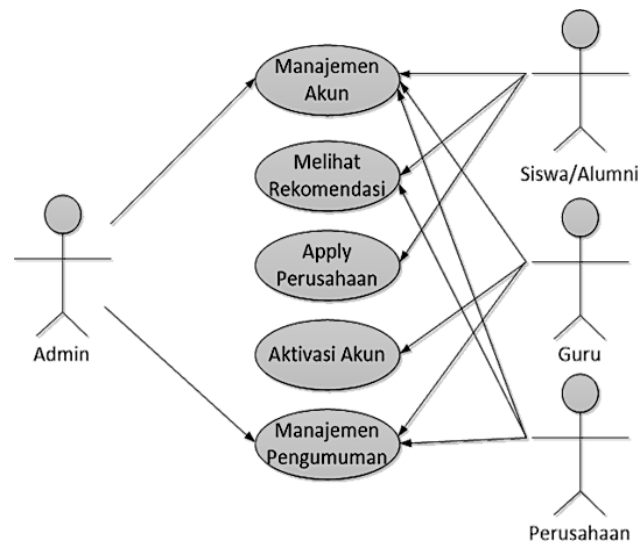 Manajemen
Akun
Melihat
Rekomendasi
Siswa/Alumni
Apply
Perusahaan
Admin
Aktivasi Akun
Guru
Manajemen
Pengumuman
Perusahaan